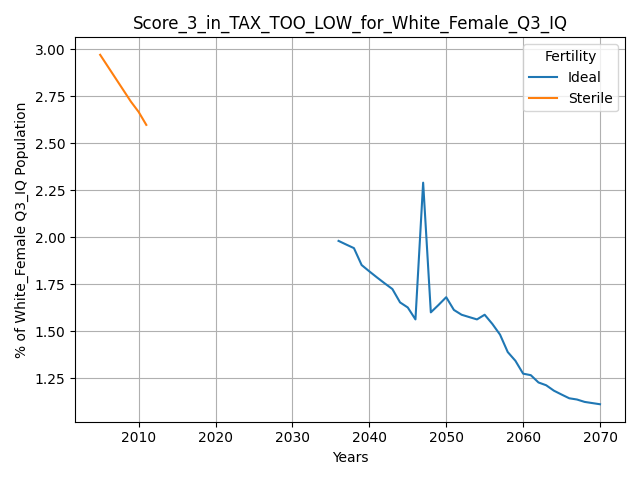 Score_3_in_TAX_TOO_LOW_for_White_Female_Q3_IQ
Fertility
Ideal
Sterile
% of White_Female Q3_IQ Population
3.00
2.75
2.50
2.25
2.00
1.75
1.50
1.25
2010 2020 2030 2040 2050 2060 2070
Years